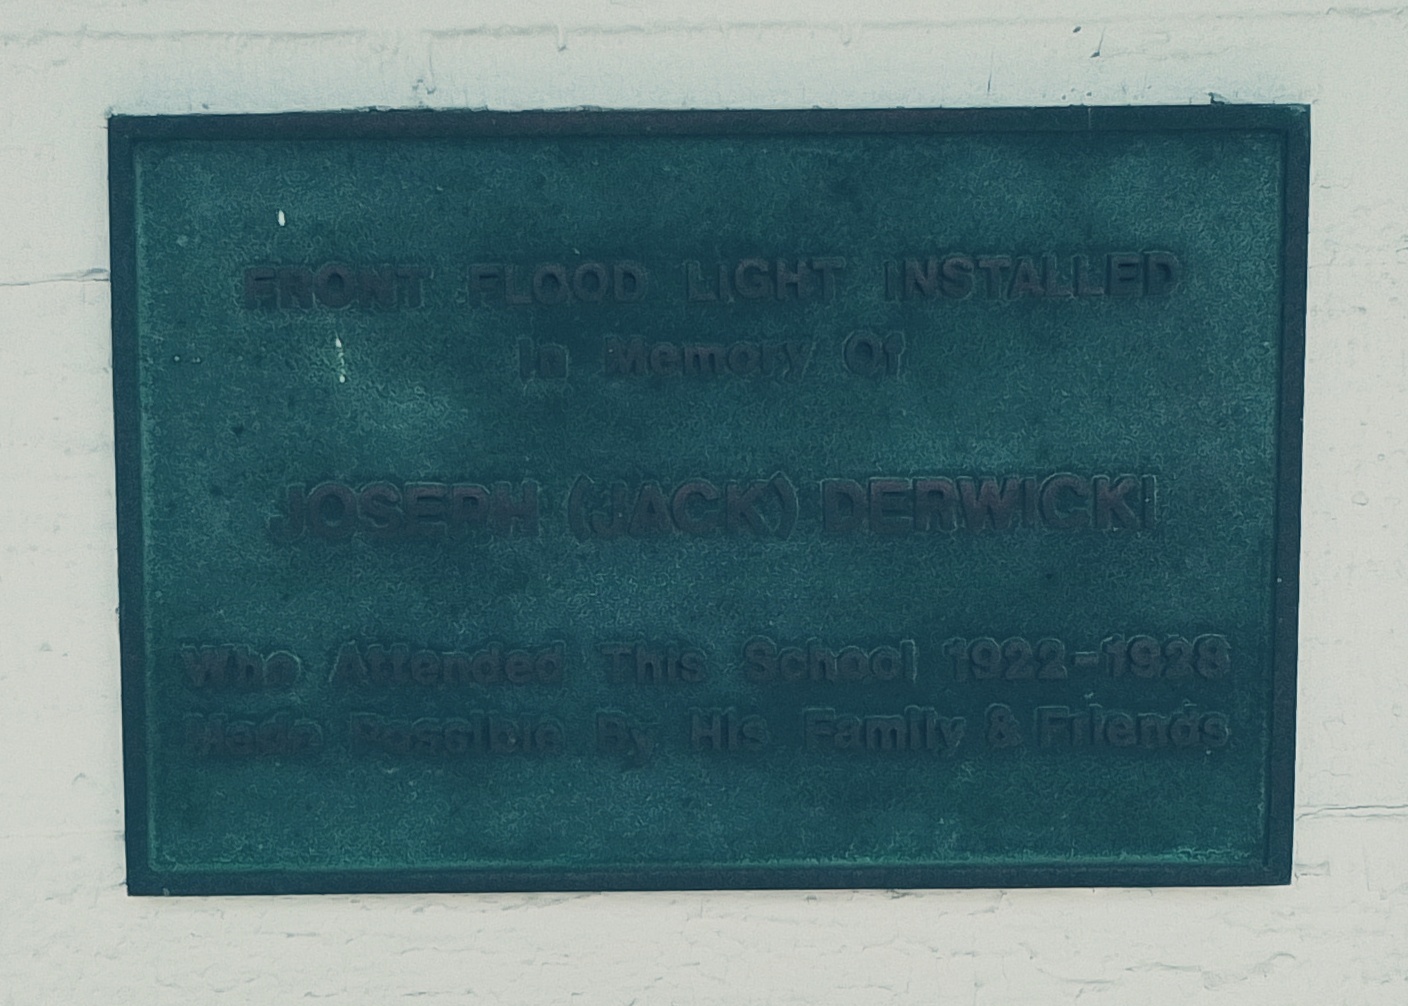 FRONT FLOOD LIGHT INSTALLED
In Memory Of
JOSEPH (JACK) DERWICKI
Who Attended This School 1922-1928
Made Possible By His Family & Friends